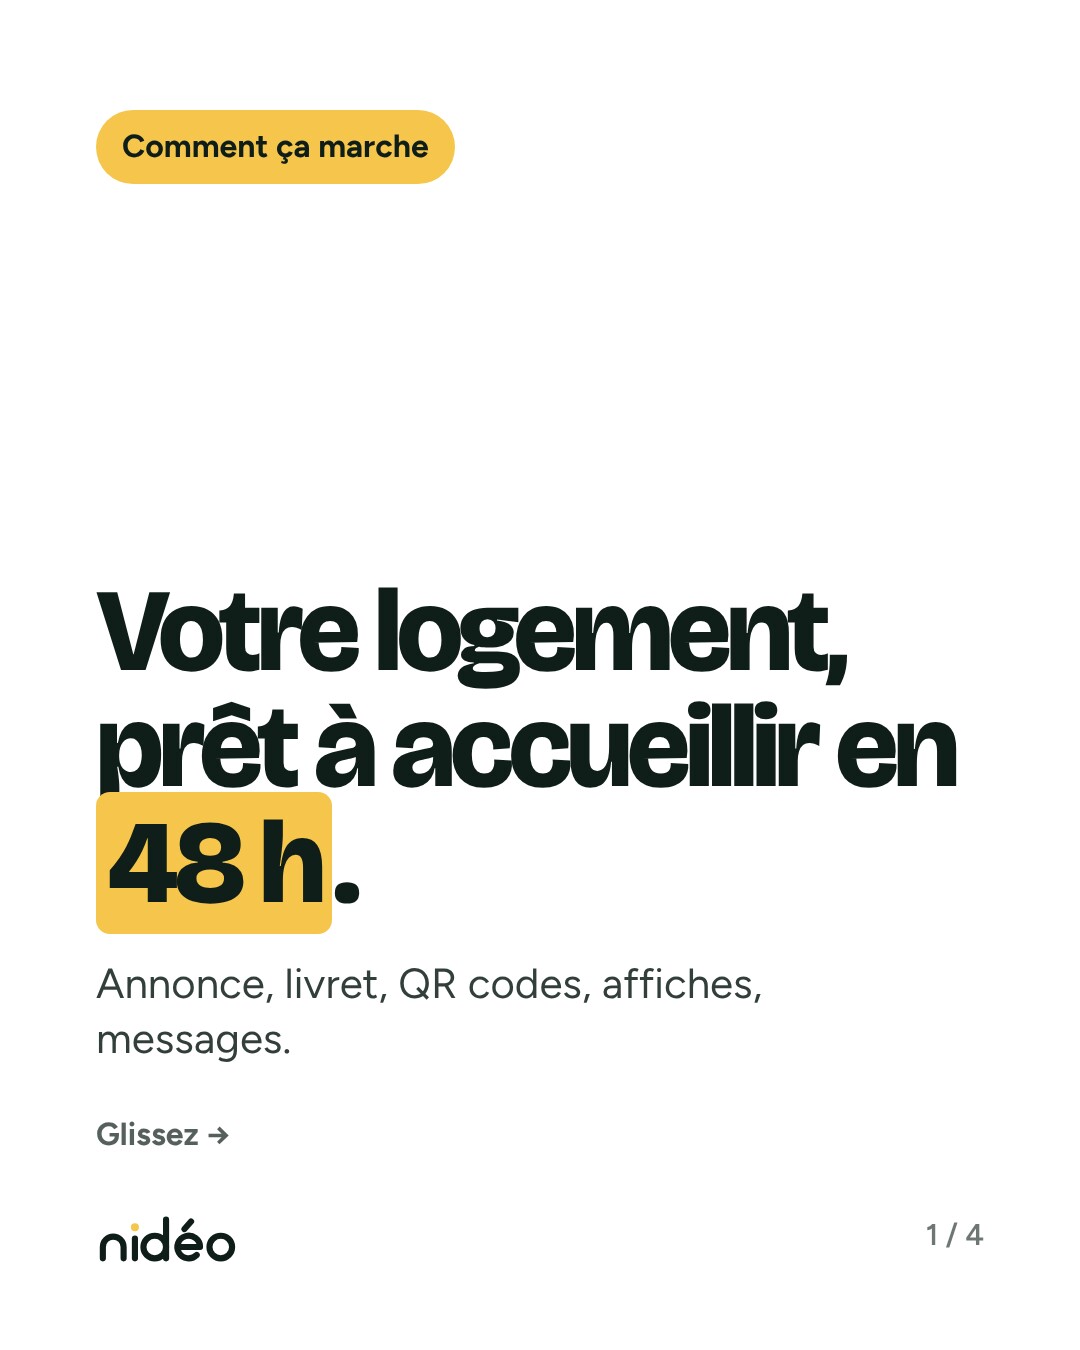 Comment ça marche
Votre logement,
prêt à accueillir en
48 h.
Annonce, livret, QR codes, affiches,
messages.
Glissez →
nidéo
1 / 4